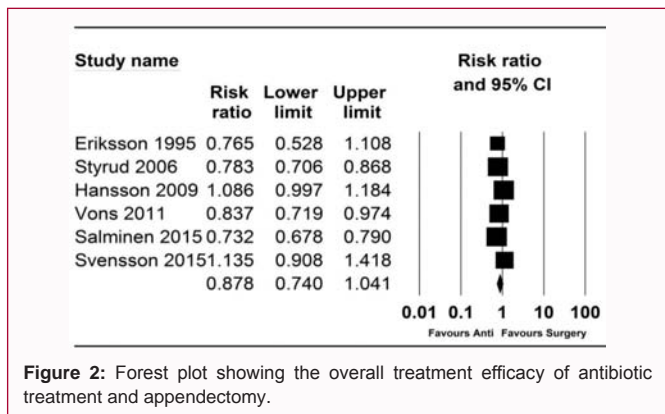 Study name
Risk ratio and 95% CI
Risk ratio Lower limit Upper limit
Eriksson 1995 0.765 0.528 1.108
Styrud 2006 0.783 0.706 0.868
Hansson 2009 1.086 0.997 1.184
Vons 2011 0.837 0.719 0.974
Salminen 2015 0.732 0.678 0.790
Svensson 2015 1.135 0.908 1.418
0.878 0.740 1.041
0.01 0.1 1 10 100
Favours Anti Favours Surgery
Figure 2: Forest plot showing the overall treatment efficacy of antibiotic
treatment and appendectomy.